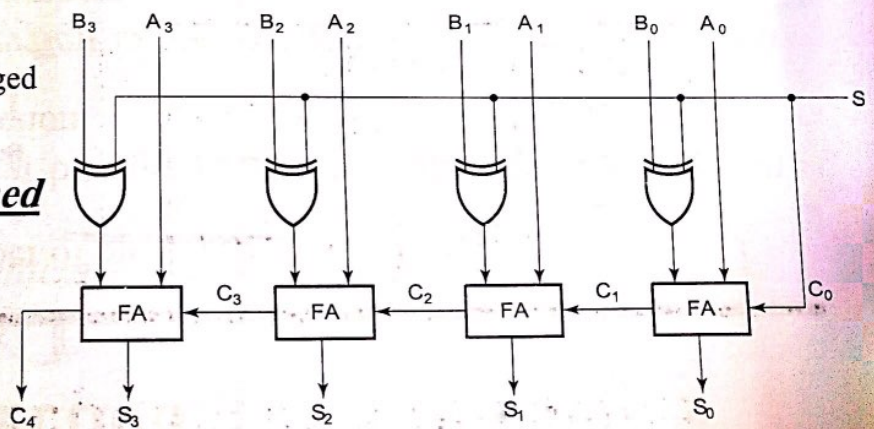 B₃ A₃ B₂ A₂ B₁ A₁ B₀ A₀
ged
S
ed
C₃ C₂ C₁ C₀
FA FA FA FA
C₄ S₃ S₂ S₁ S₀